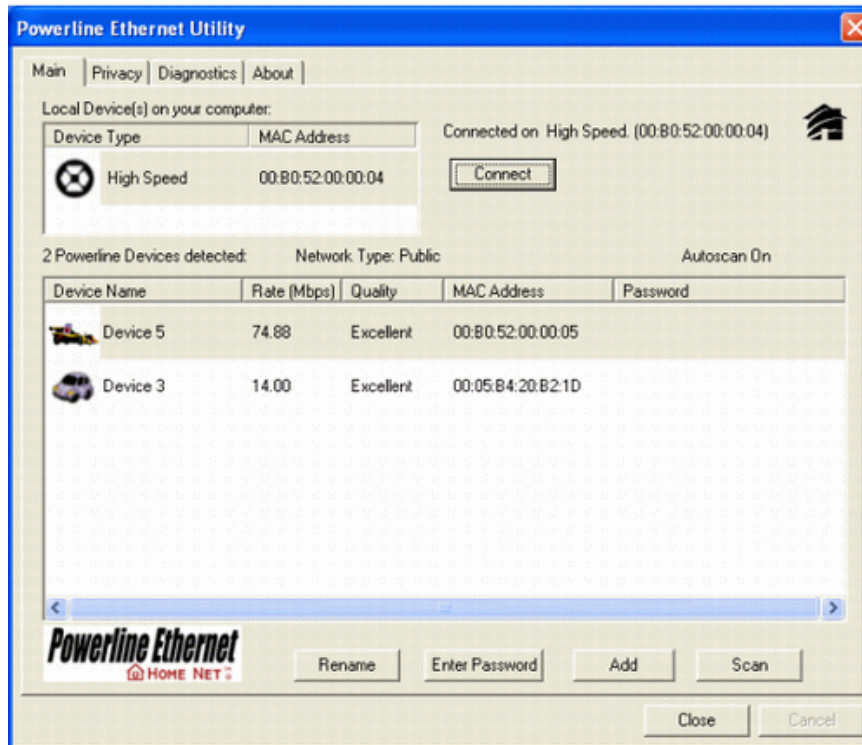 Powerline Ethernet Utility
Main Privacy Diagnostics About
Local Device(s) on your computer:
Device Type MAC Address
High Speed 00:B0:52:00:00:04
Connected on High Speed. (00:B0:52:00:00:04)
Connect
2 Powerline Devices detected: Network Type: Public Autoscan On
Device Name Rate (Mbps) Quality MAC Address Password
Device 5 74.88 Excellent 00:B0:52:00:00:05
Device 3 14.00 Excellent 00:05:B4:20:B2:1D
Powerline Ethernet
HOME NET
Rename Enter Password Add Scan
Close Cancel